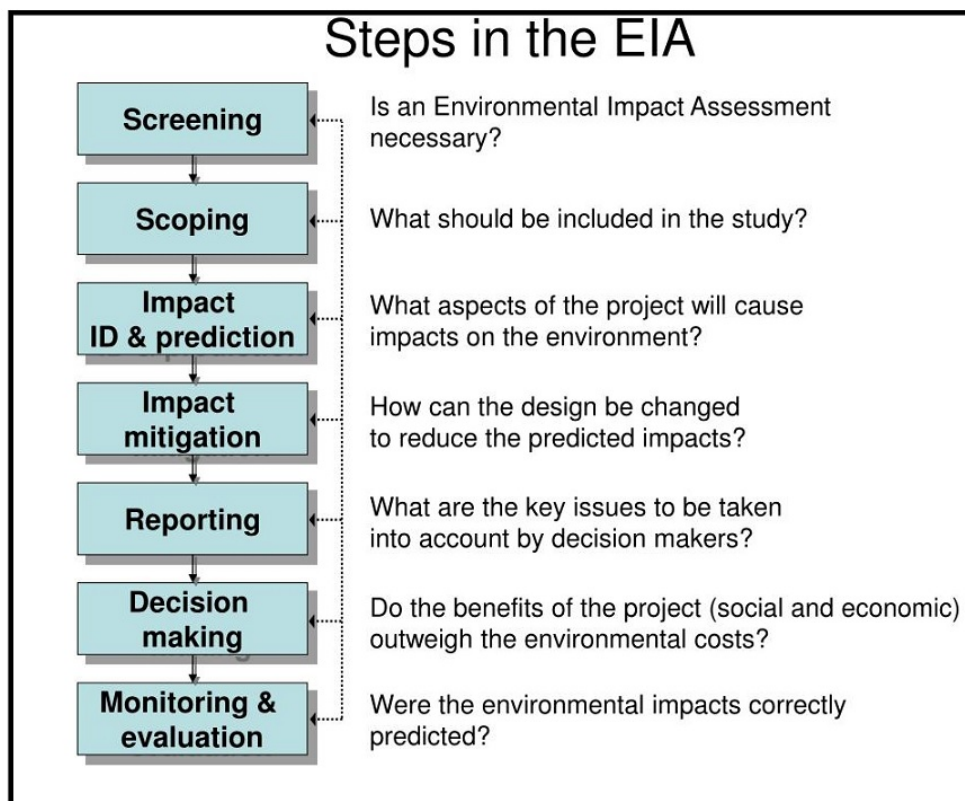 Steps in the EIA
Screening
Is an Environmental Impact Assessment
necessary?
Scoping
What should be included in the study?
Impact
ID & prediction
What aspects of the project will cause
impacts on the environment?
Impact
mitigation
How can the design be changed
to reduce the predicted impacts?
Reporting
What are the key issues to be taken
into account by decision makers?
Decision
making
Do the benefits of the project (social and economic)
outweigh the environmental costs?
Monitoring &
evaluation
Were the environmental impacts correctly
predicted?